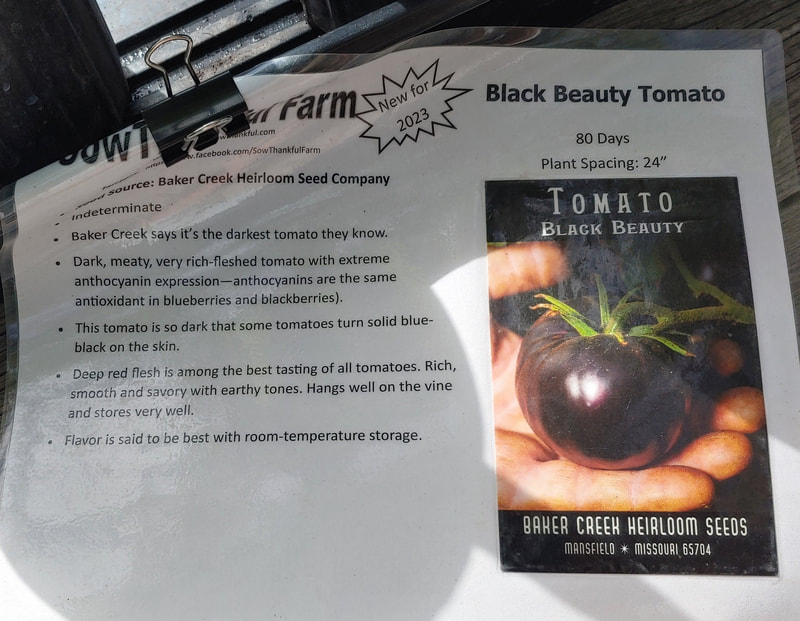 Farm
New for
2023
Black Beauty Tomato
www.facebook.com/SowThankfulFarm
80 Days
Plant Spacing: 24”
Seed Source: Baker Creek Heirloom Seed Company
Indeterminate
Baker Creek says it’s the darkest tomato they know.
Dark, meaty, very rich-fleshed tomato with extreme
anthocyanin expression—anthocyanins are the same
antioxidant in blueberries and blackberries).
This tomato is so dark that some tomatoes turn solid blue-
black on the skin.
Deep red flesh is among the best tasting of all tomatoes. Rich,
smooth and savory with earthy tones. Hangs well on the vine
and stores very well.
Flavor is said to be best with room-temperature storage.
TOMATO
BLACK BEAUTY
BAKER CREEK HEIRLOOM SEEDS
MANSFIELD ✶ MISSOURI 65704